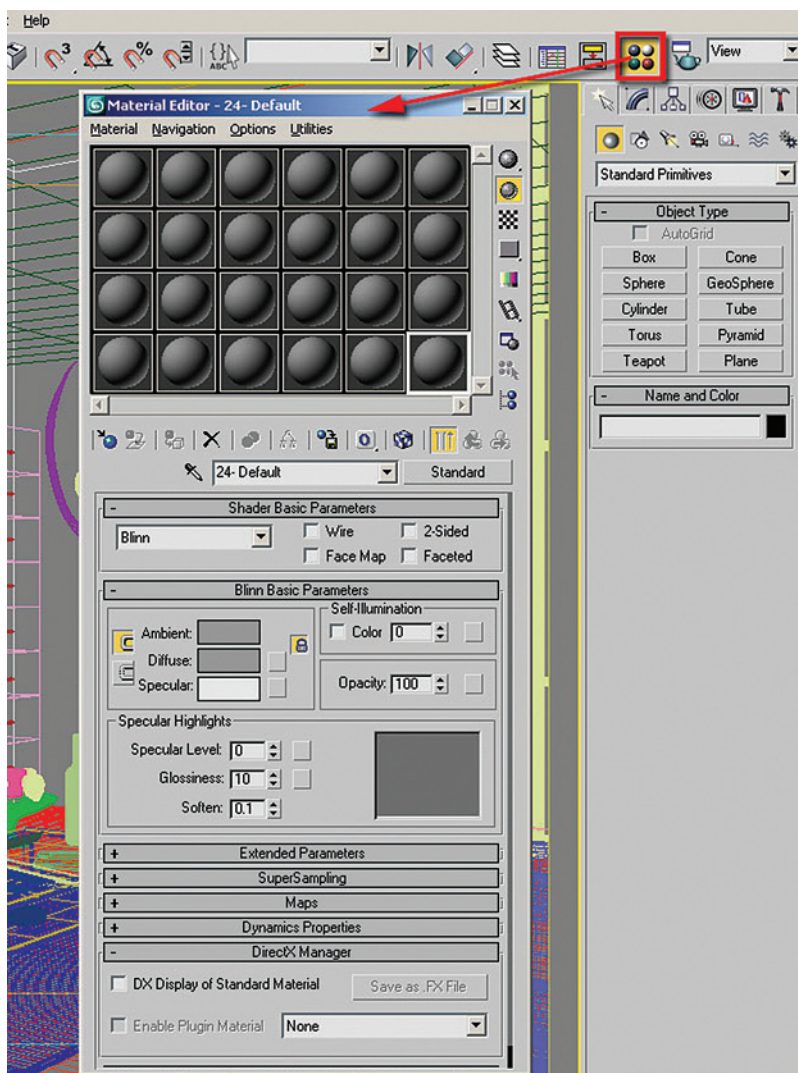 : Help
3
%
{}
ABC
View
Material Editor - 24- Default
Material Navigation Options Utilities
Standard Primitives
- Object Type
AutoGrid
Box Cone
Sphere GeoSphere
Cylinder Tube
Torus Pyramid
Teapot Plane
- Name and Color
24- Default Standard
- Shader Basic Parameters
Blinn Wire 2-Sided
Face Map Faceted
- Blinn Basic Parameters
Self-Illumination
Ambient: Color 0
Diffuse:
Specular: Opacity: 100
Specular Highlights
Specular Level: 0
Glossiness: 10
Soften: 0.1
+ Extended Parameters
+ SuperSampling
+ Maps
+ Dynamics Properties
- DirectX Manager
DX Display of Standard Material Save as .FX File
Enable Plugin Material None